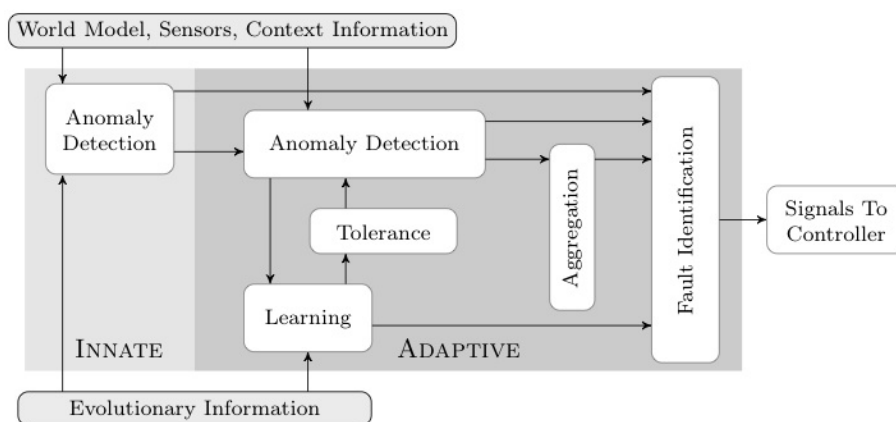 World Model, Sensors, Context Information
Anomaly
Detection
Anomaly Detection
Tolerance
Learning
Aggregation
Fault Identification
Signals To
Controller
INNATE
ADAPTIVE
Evolutionary Information